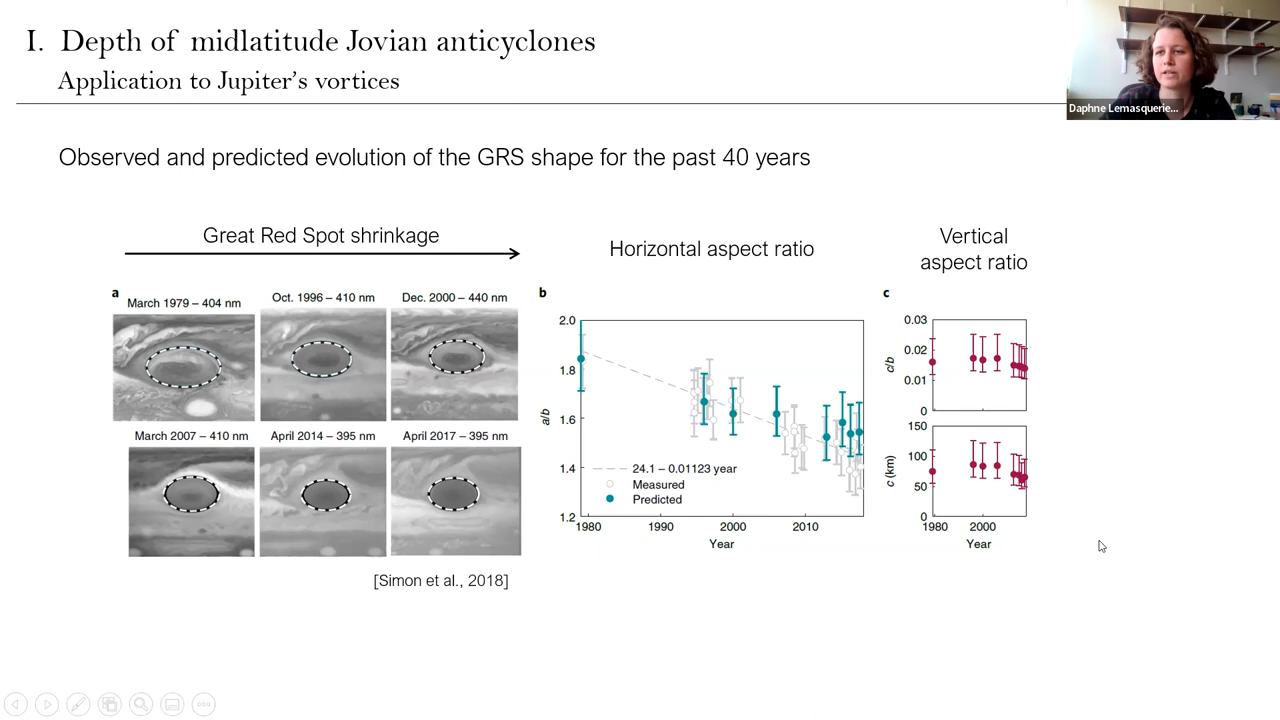 I. Depth of midlatitude Jovian anticyclones
Application to Jupiter's vortices
Daphne Lemasquerie...
Observed and predicted evolution of the GRS shape for the past 40 years
Great Red Spot shrinkage
Horizontal aspect ratio
Vertical
aspect ratio
a
March 1979 – 404 nm
Oct. 1996 – 410 nm
Dec. 2000 – 440 nm
March 2007 – 410 nm
April 2014 – 395 nm
April 2017 – 395 nm
[Simon et al., 2018]
b
2.0
1.8
1.6
1.4
1.2
a/b
24.1 – 0.01123 year
Measured
Predicted
1980
1990
2000
2010
Year
c
0.03
0.02
0.01
0
c/b
150
100
50
0
c (km)
1980
2000
Year